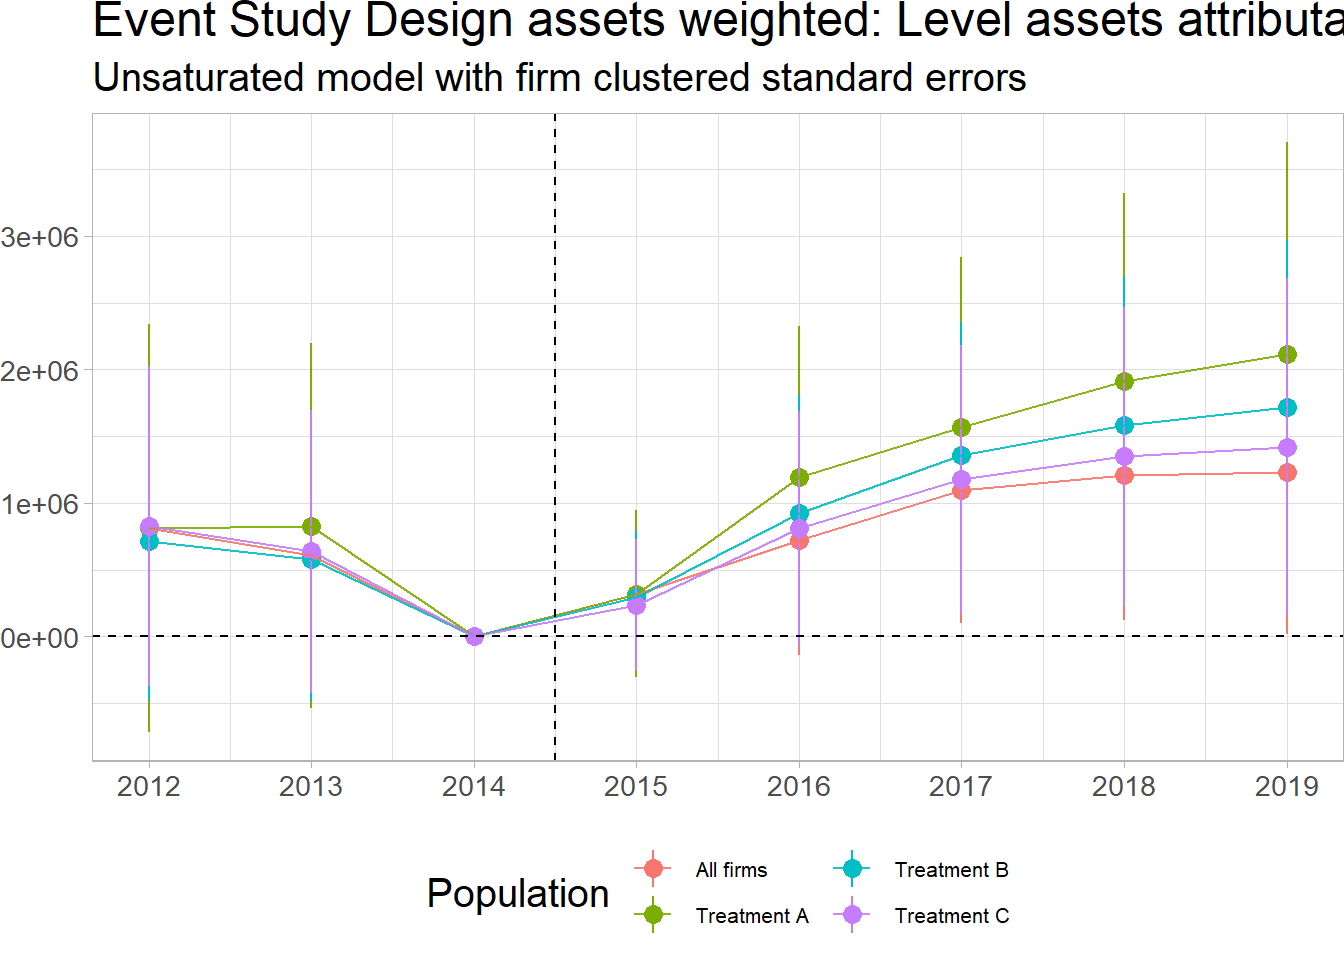 Event Study Design assets weighted: Level assets attributa
Unsaturated model with firm clustered standard errors
3e+06
2e+06
1e+06
0e+00
2012 2013 2014 2015 2016 2017 2018 2019
Population
All firms
Treatment A
Treatment B
Treatment C